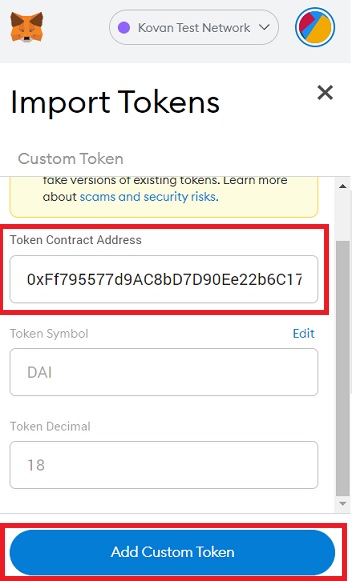 Kovan Test Network
Import Tokens
Custom Token
fake versions of existing tokens. Learn more
about scams and security risks.
Token Contract Address
0xFf795577d9AC8bD7D90Ee22b6C17
Token Symbol Edit
DAI
Token Decimal
18
Add Custom Token